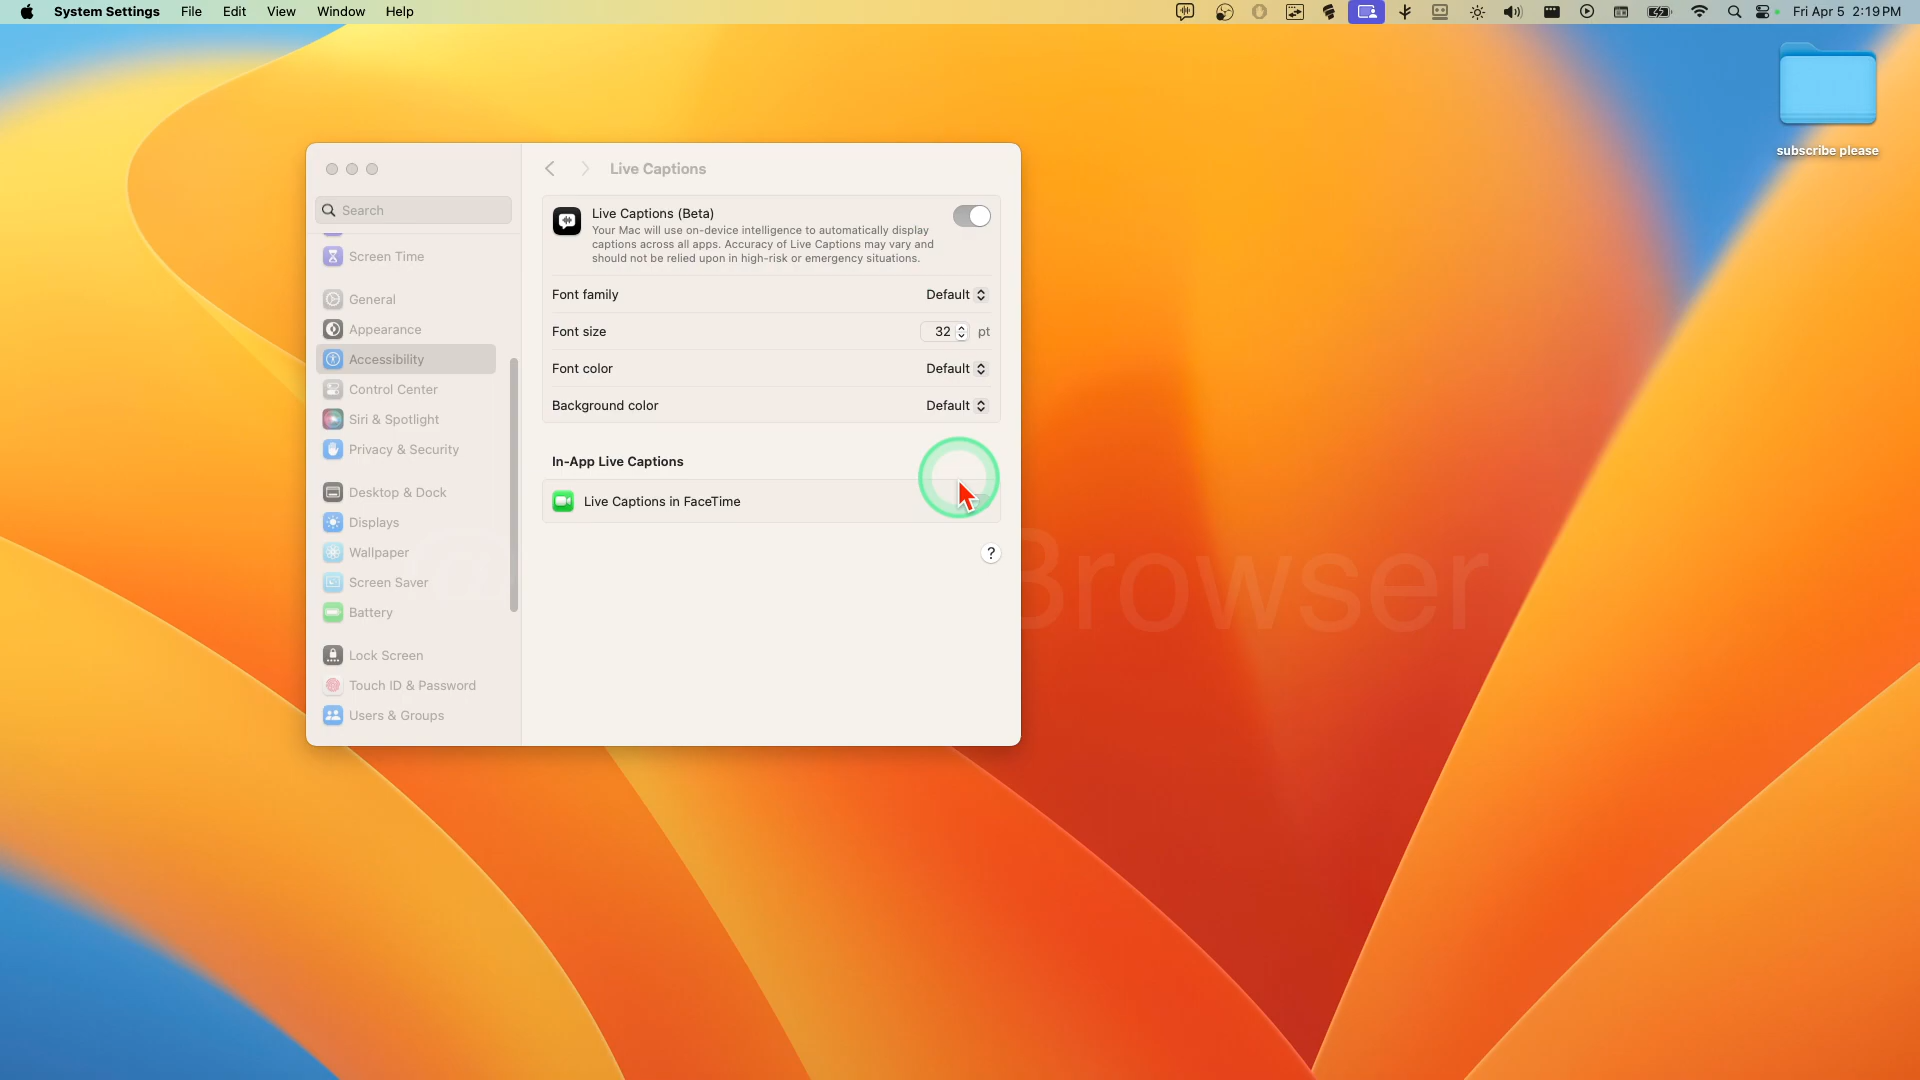 System Settings File Edit View Window Help
Fri Apr 5 2:19 PM
subscribe please
Live Captions
Search
Screen Time
General
Appearance
Accessibility
Control Center
Siri & Spotlight
Privacy & Security
Desktop & Dock
Displays
Wallpaper
Screen Saver
Battery
Lock Screen
Touch ID & Password
Users & Groups
Live Captions (Beta)
Your Mac will use on-device intelligence to automatically display
captions across all apps. Accuracy of Live Captions may vary and
should not be relied upon in high-risk or emergency situations.
Font family Default
Font size 32 pt
Font color Default
Background color Default
In-App Live Captions
Live Captions in FaceTime
?
Browser